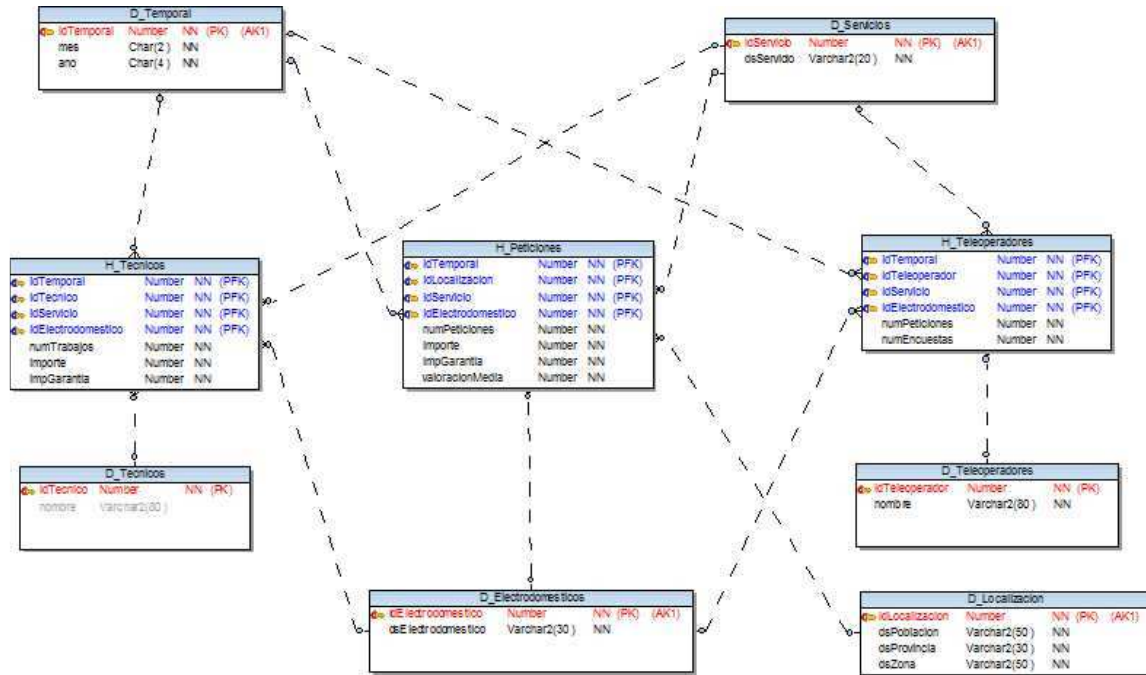 D_Temporal
IdTemporal Number NN (PK) (AK1)
mes Char(2 ) NN
ano Char(4 ) NN
D_Servicios
IdServicio Number NN (PK) (AK1)
dsServicio Varchar2(20 ) NN
H_Tecnicos
IdTemporal Number NN (PFK)
IdTecnico Number NN (PFK)
IdServicio Number NN (PFK)
IdElectrodomestico Number NN (PFK)
numTrabajos Number NN
Importe Number NN
ImpGarantia Number NN
H_Peticiones
IdTemporal Number NN (PFK)
IdLocalizacion Number NN (PFK)
IdServicio Number NN (PFK)
IdElectrodomestico Number NN (PFK)
numPeticiones Number NN
Importe Number NN
ImpGarantia Number NN
valoracionMedia Number NN
H_Teleoperadores
IdTemporal Number NN (PFK)
IdTeleoperador Number NN (PFK)
IdServicio Number NN (PFK)
IdElectrodomestico Number NN (PFK)
numPeticiones Number NN
numEncuestas Number NN
D_Tecnicos
IdTecnico Number NN (PK)
nombre Varchar2(80 )
D_Teleoperadores
IdTeleoperador Number NN (PK)
nombre Varchar2(80 ) NN
D_Electrodomesticos
IdElectrodomestico Number NN (PK) (AK1)
dsElectrodomestico Varchar2(30 ) NN
D_Localizacion
IdLocalizacion Number NN (PK) (AK1)
dsPoblacion Varchar2(50 ) NN
dsProvincia Varchar2(30 ) NN
dsZona Varchar2(50 ) NN